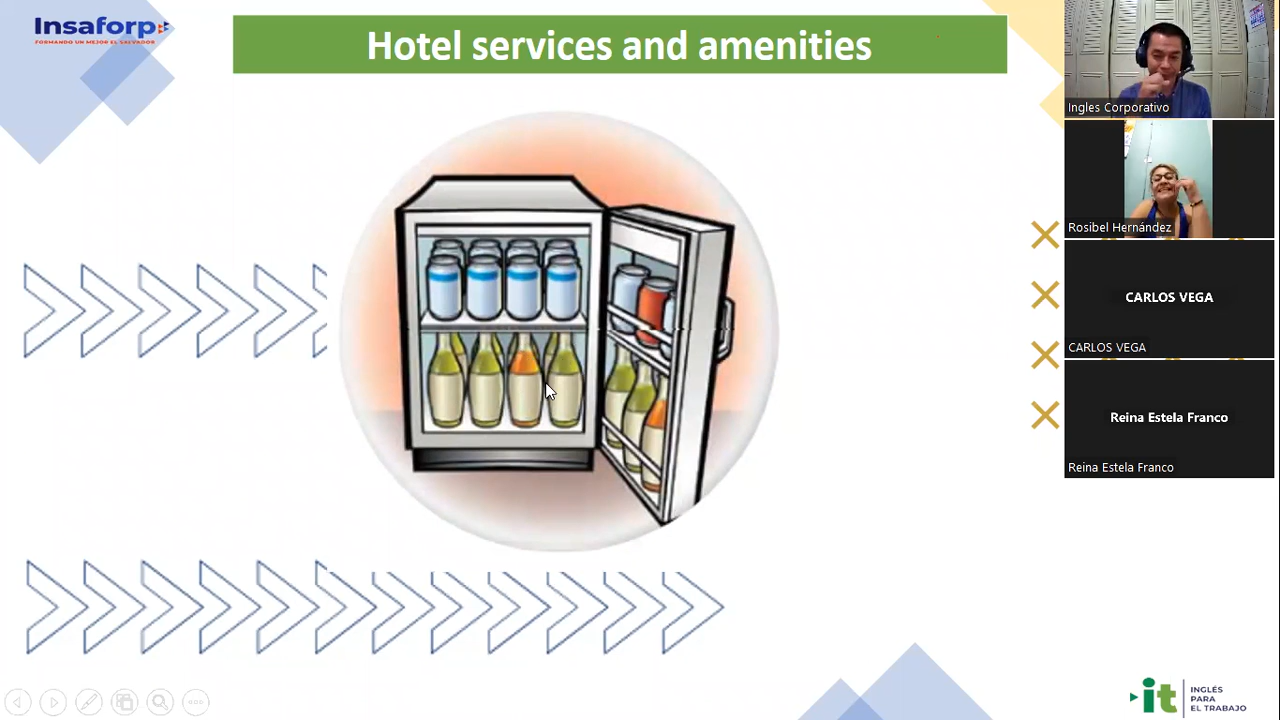 Insaforp
FORMANDO UN MEJOR EL SALVADOR
Hotel services and amenities
Ingles Corporativo
Rosibel Hernández
CARLOS VEGA
CARLOS VEGA
Reina Estela Franco
Reina Estela Franco
it
INGLÉS
PARA
EL TRABAJO